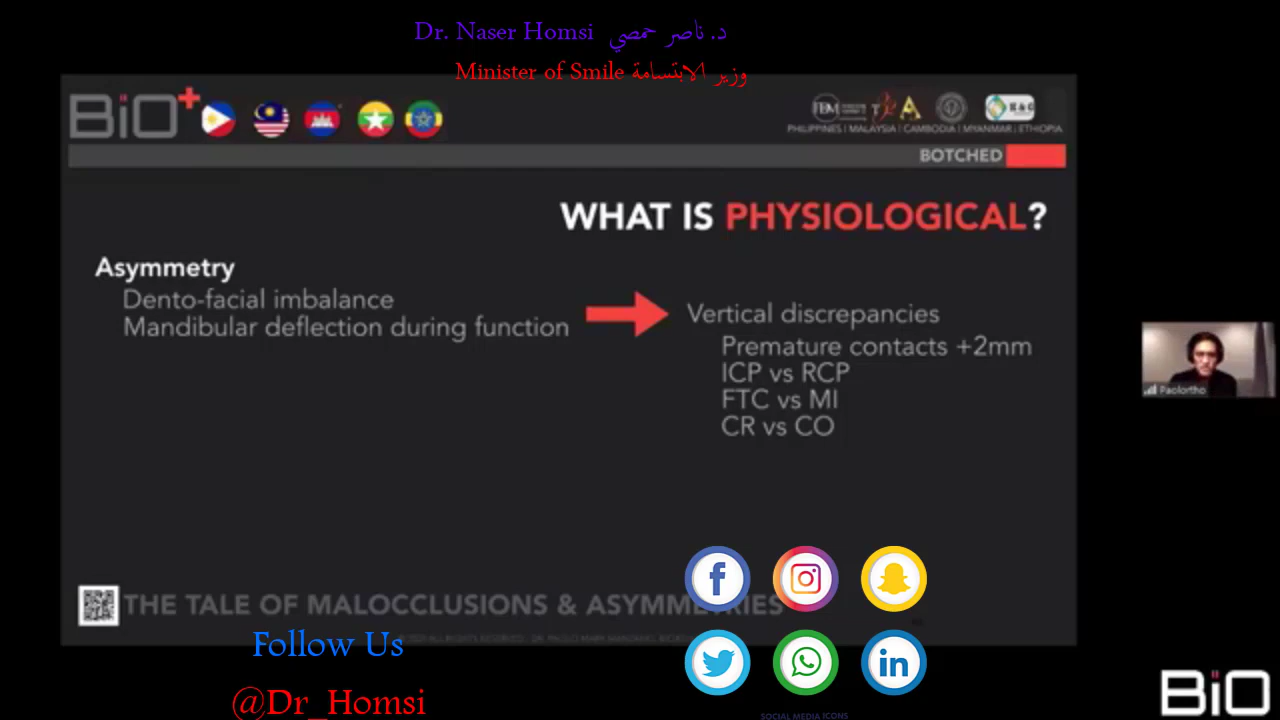 Dr. Naser Homsi د. ناصر حمصي
Minister of Smile وزير الابتسامة
BiO+
PHILIPPINES | MALAYSIA | CAMBODIA | MYANMAR | ETHIOPIA
BOTCHED
WHAT IS PHYSIOLOGICAL?
Asymmetry
Dento-facial imbalance
Mandibular deflection during function
Vertical discrepancies
Premature contacts +2mm
ICP vs RCP
FTC vs MI
CR vs CO
Paolortho
THE TALE OF MALOCCLUSIONS & ASYMMETRIES
Follow Us
@Dr_Homsi
SOCIAL MEDIA ICONS
BiO